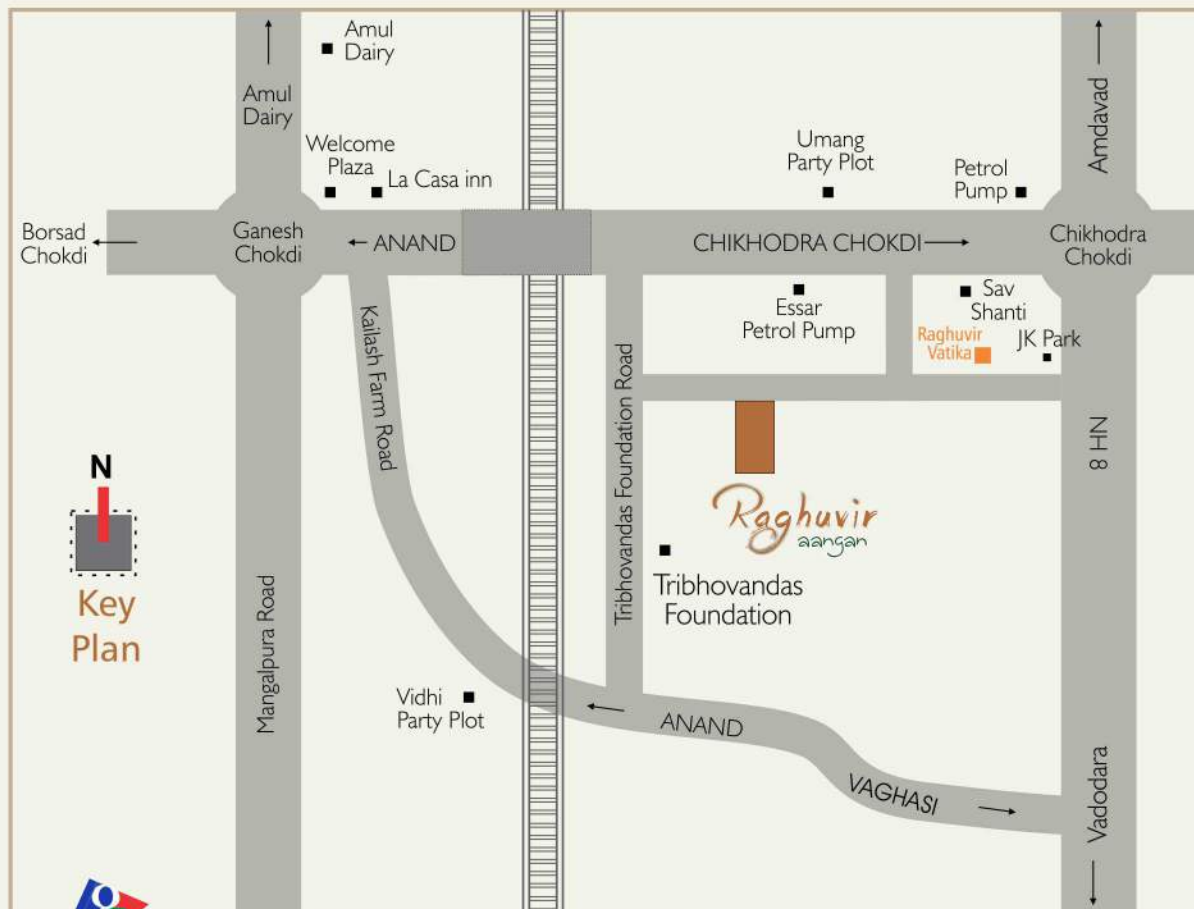 Amul
Dairy
Amul
Dairy
Amdavad
Welcome
Plaza
La Casa inn
Umang
Party Plot
Petrol
Pump
Borsad
Chokdi
Ganesh
Chokdi
ANAND
CHIKHODRA CHOKDI
Chikhodra
Chokdi
Kailash Farm Road
Essar
Petrol Pump
Sav
Shanti
Raghuvir
Vatika
JK Park
Tribhovandas Foundation Road
NH 8
N
Key
Plan
Raghuvir
aangan
Tribhovandas
Foundation
Mangalpura Road
Vidhi
Party Plot
ANAND
VAGHASI
Vadodara